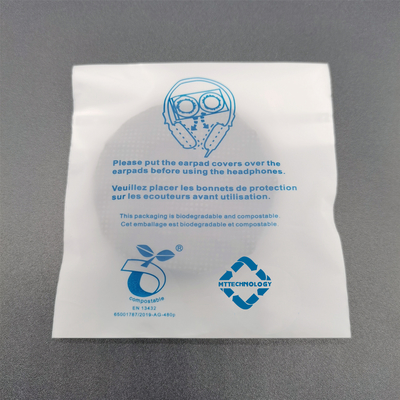 Please put the earpad covers over the
earpads before using the headphones.
Veuillez placer les bonnets de protection
sur les ecouteurs avant utilisation.
This packaging is biodegradable and compostable.
Cet emballage est biodegradable et compostable.
®
compostable
EN 13432
MTTECHNOLOGY